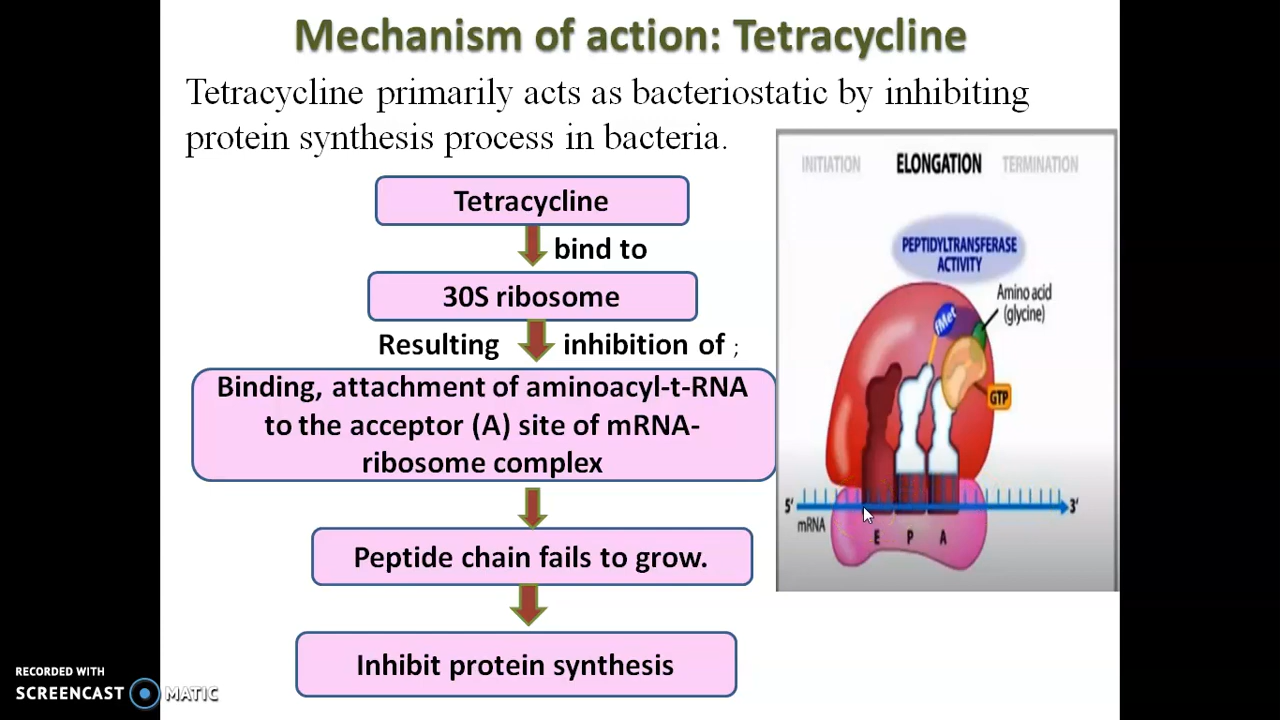 Mechanism of action: Tetracycline
Tetracycline primarily acts as bacteriostatic by inhibiting
protein synthesis process in bacteria.
Tetracycline
bind to
30S ribosome
Resulting inhibition of ;
Binding, attachment of aminoacyl-t-RNA
to the acceptor (A) site of mRNA-
ribosome complex
Peptide chain fails to grow.
Inhibit protein synthesis
INITIATION ELONGATION TERMINATION
PEPTIDYLTRANSFERASE
ACTIVITY
Amino acid
(glycine)
fMet
GTP
5' 3'
mRNA
E P A
RECORDED WITH
SCREENCAST MATIC